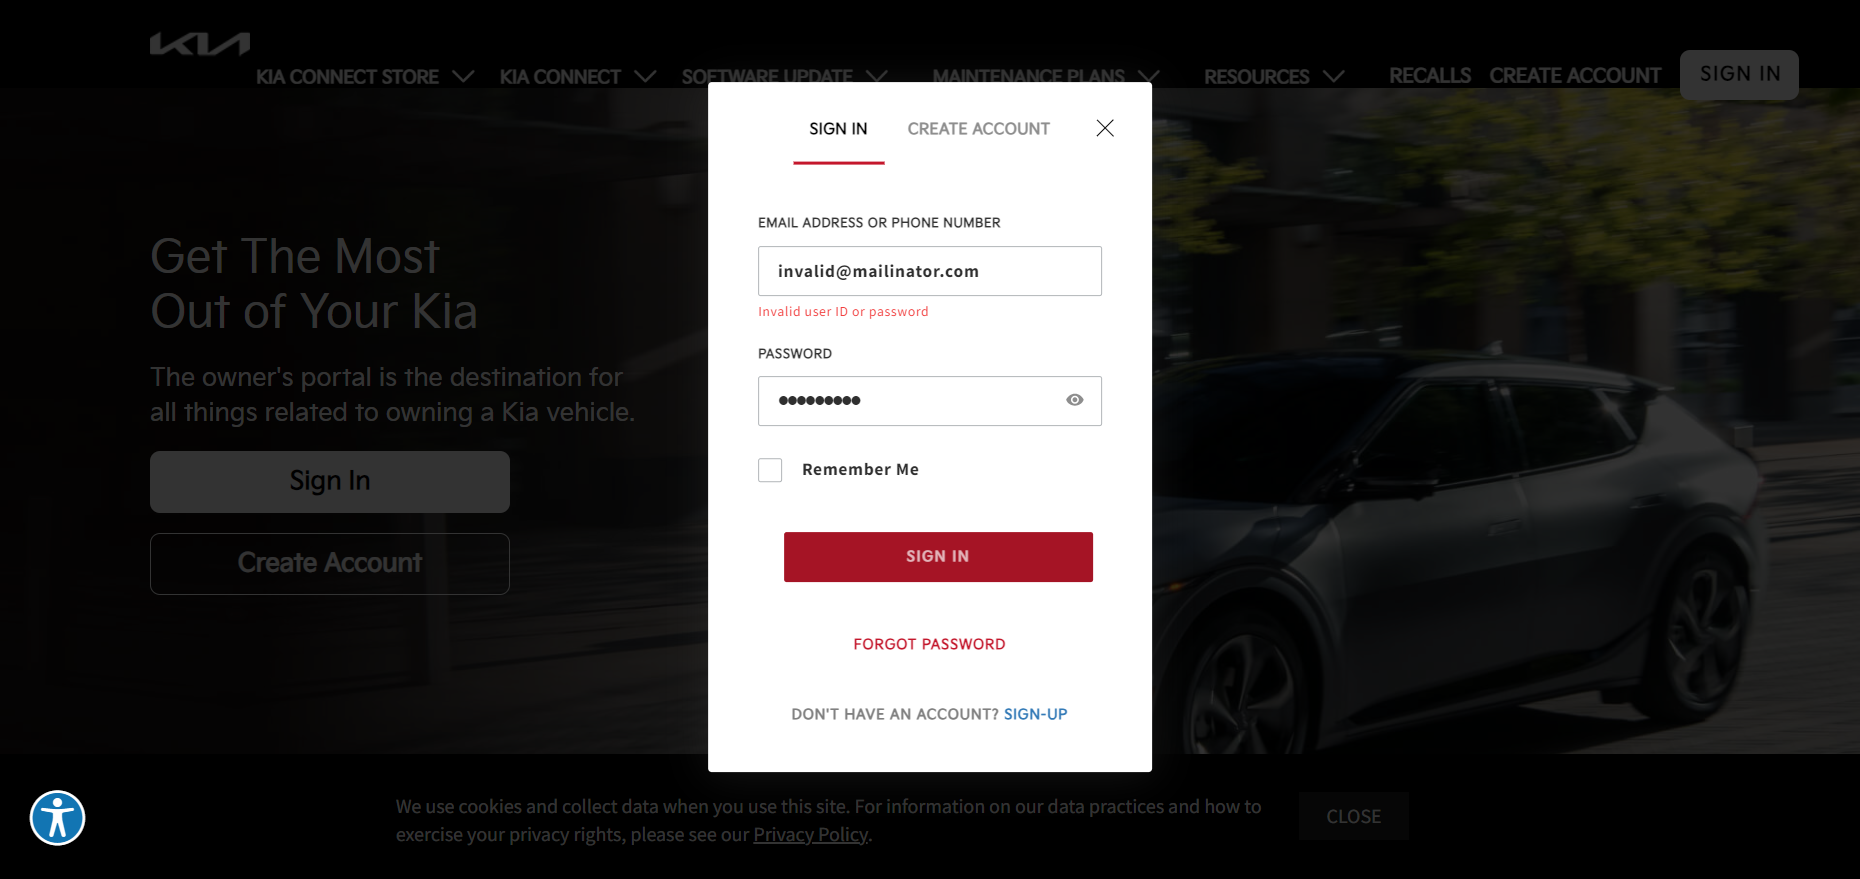 KIA
KIA CONNECT STORE
KIA CONNECT
SOFTWARE UPDATE
MAINTENANCE PLANS
RESOURCES
RECALLS
CREATE ACCOUNT
SIGN IN
Get The Most
Out of Your Kia
The owner's portal is the destination for
all things related to owning a Kia vehicle.
Sign In
Create Account
SIGN IN
CREATE ACCOUNT
EMAIL ADDRESS OR PHONE NUMBER
invalid@mailinator.com
Invalid user ID or password
PASSWORD
●●●●●●●●●
Remember Me
SIGN IN
FORGOT PASSWORD
DON'T HAVE AN ACCOUNT? SIGN-UP
We use cookies and collect data when you use this site. For information on our data practices and how to
exercise your privacy rights, please see our Privacy Policy.
CLOSE